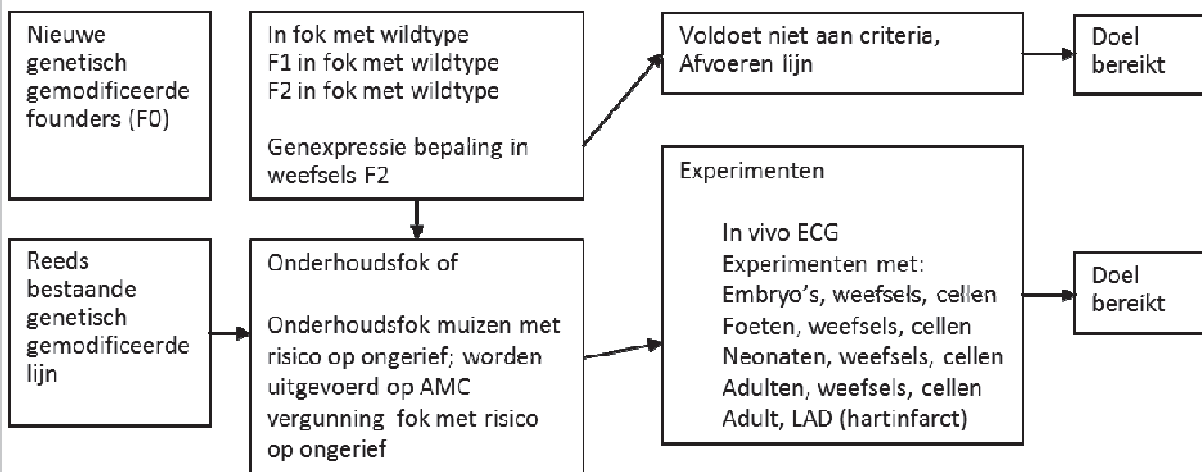 Nieuwe
genetisch
gemodificeerde
founders (F0)
In fok met wildtype
F1 in fok met wildtype
F2 in fok met wildtype
Genexpressie bepaling in
weefsels F2
Voldoet niet aan criteria,
Afvoeren lijn
Doel
bereikt
Reeds
bestaande
genetisch
gemodificeerde
lijn
Onderhoudsfok of
Onderhoudsfok muizen met
risico op ongerief; worden
uitgevoerd op AMC
vergunning fok met risico
op ongerief
Experimenten
In vivo ECG
Experimenten met:
Embryo's, weefsels, cellen
Foeten, weefsels, cellen
Neonaten, weefsels, cellen
Adulten, weefsels, cellen
Adult, LAD (hartinfarct)
Doel
bereikt